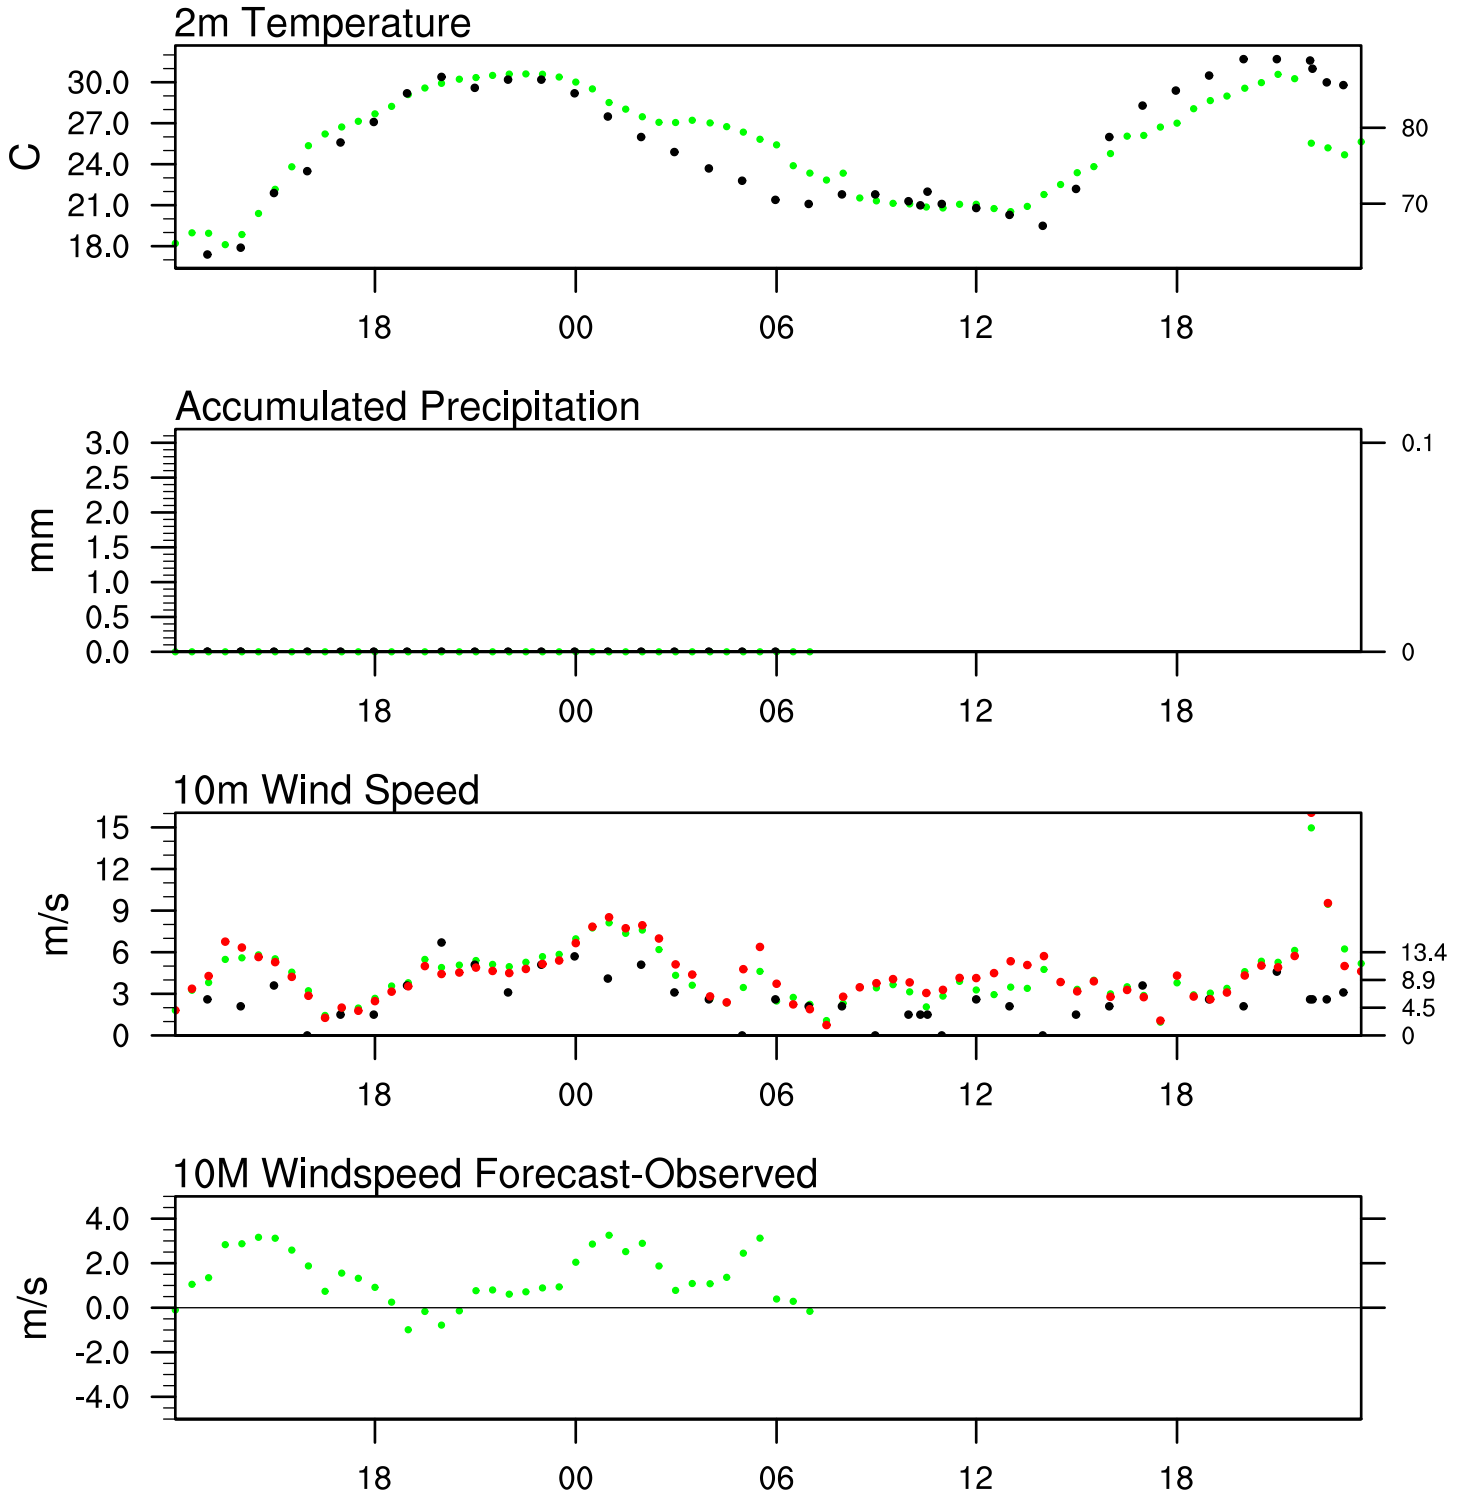 2m Temperature
C
30.0
27.0
24.0
21.0
18.0
80
70
18 00 06 12 18
Accumulated Precipitation
mm
3.0
2.5
2.0
1.5
1.0
0.5
0.0
0.1
0
18 00 06 12 18
10m Wind Speed
m/s
15
12
9
6
3
0
13.4
8.9
4.5
0
18 00 06 12 18
10M Windspeed Forecast-Observed
m/s
4.0
2.0
0.0
-2.0
-4.0
18 00 06 12 18